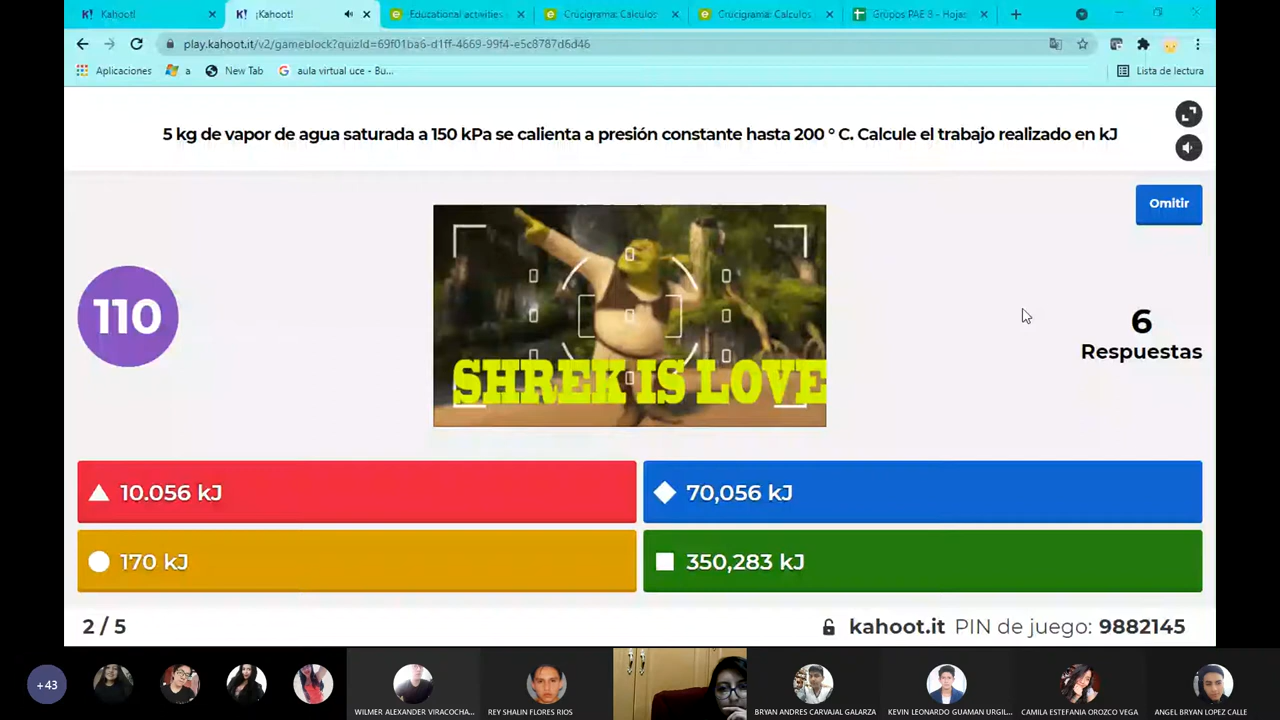 Kahoot!
¡Kahoot!
Educational activities
Crucigrama: Calculos
Crucigrama: Calculos
Grupos PAE 3 - Hojas
play.kahoot.it/v2/gameblock?quizId=69f01ba6-d1ff-4669-99f4-e5c8787d6d46
Aplicaciones
a
New Tab
aula virtual uce - Bu...
Lista de lectura
5 kg de vapor de agua saturada a 150 kPa se calienta a presión constante hasta 200 ° C. Calcule el trabajo realizado en kJ
Omitir
110
SHREK IS LOVE
6
Respuestas
10.056 kJ
70,056 kJ
170 kJ
350,283 kJ
2 / 5
kahoot.it PIN de juego: 9882145
+43
WILMER ALEXANDER VIRACOCHA...
REY SHALIN FLORES RIOS
BRYAN ANDRES CARVAJAL GALARZA
KEVIN LEONARDO GUAMAN URGIL...
CAMILA ESTEFANIA OROZCO VEGA
ANGEL BRYAN LOPEZ CALLE